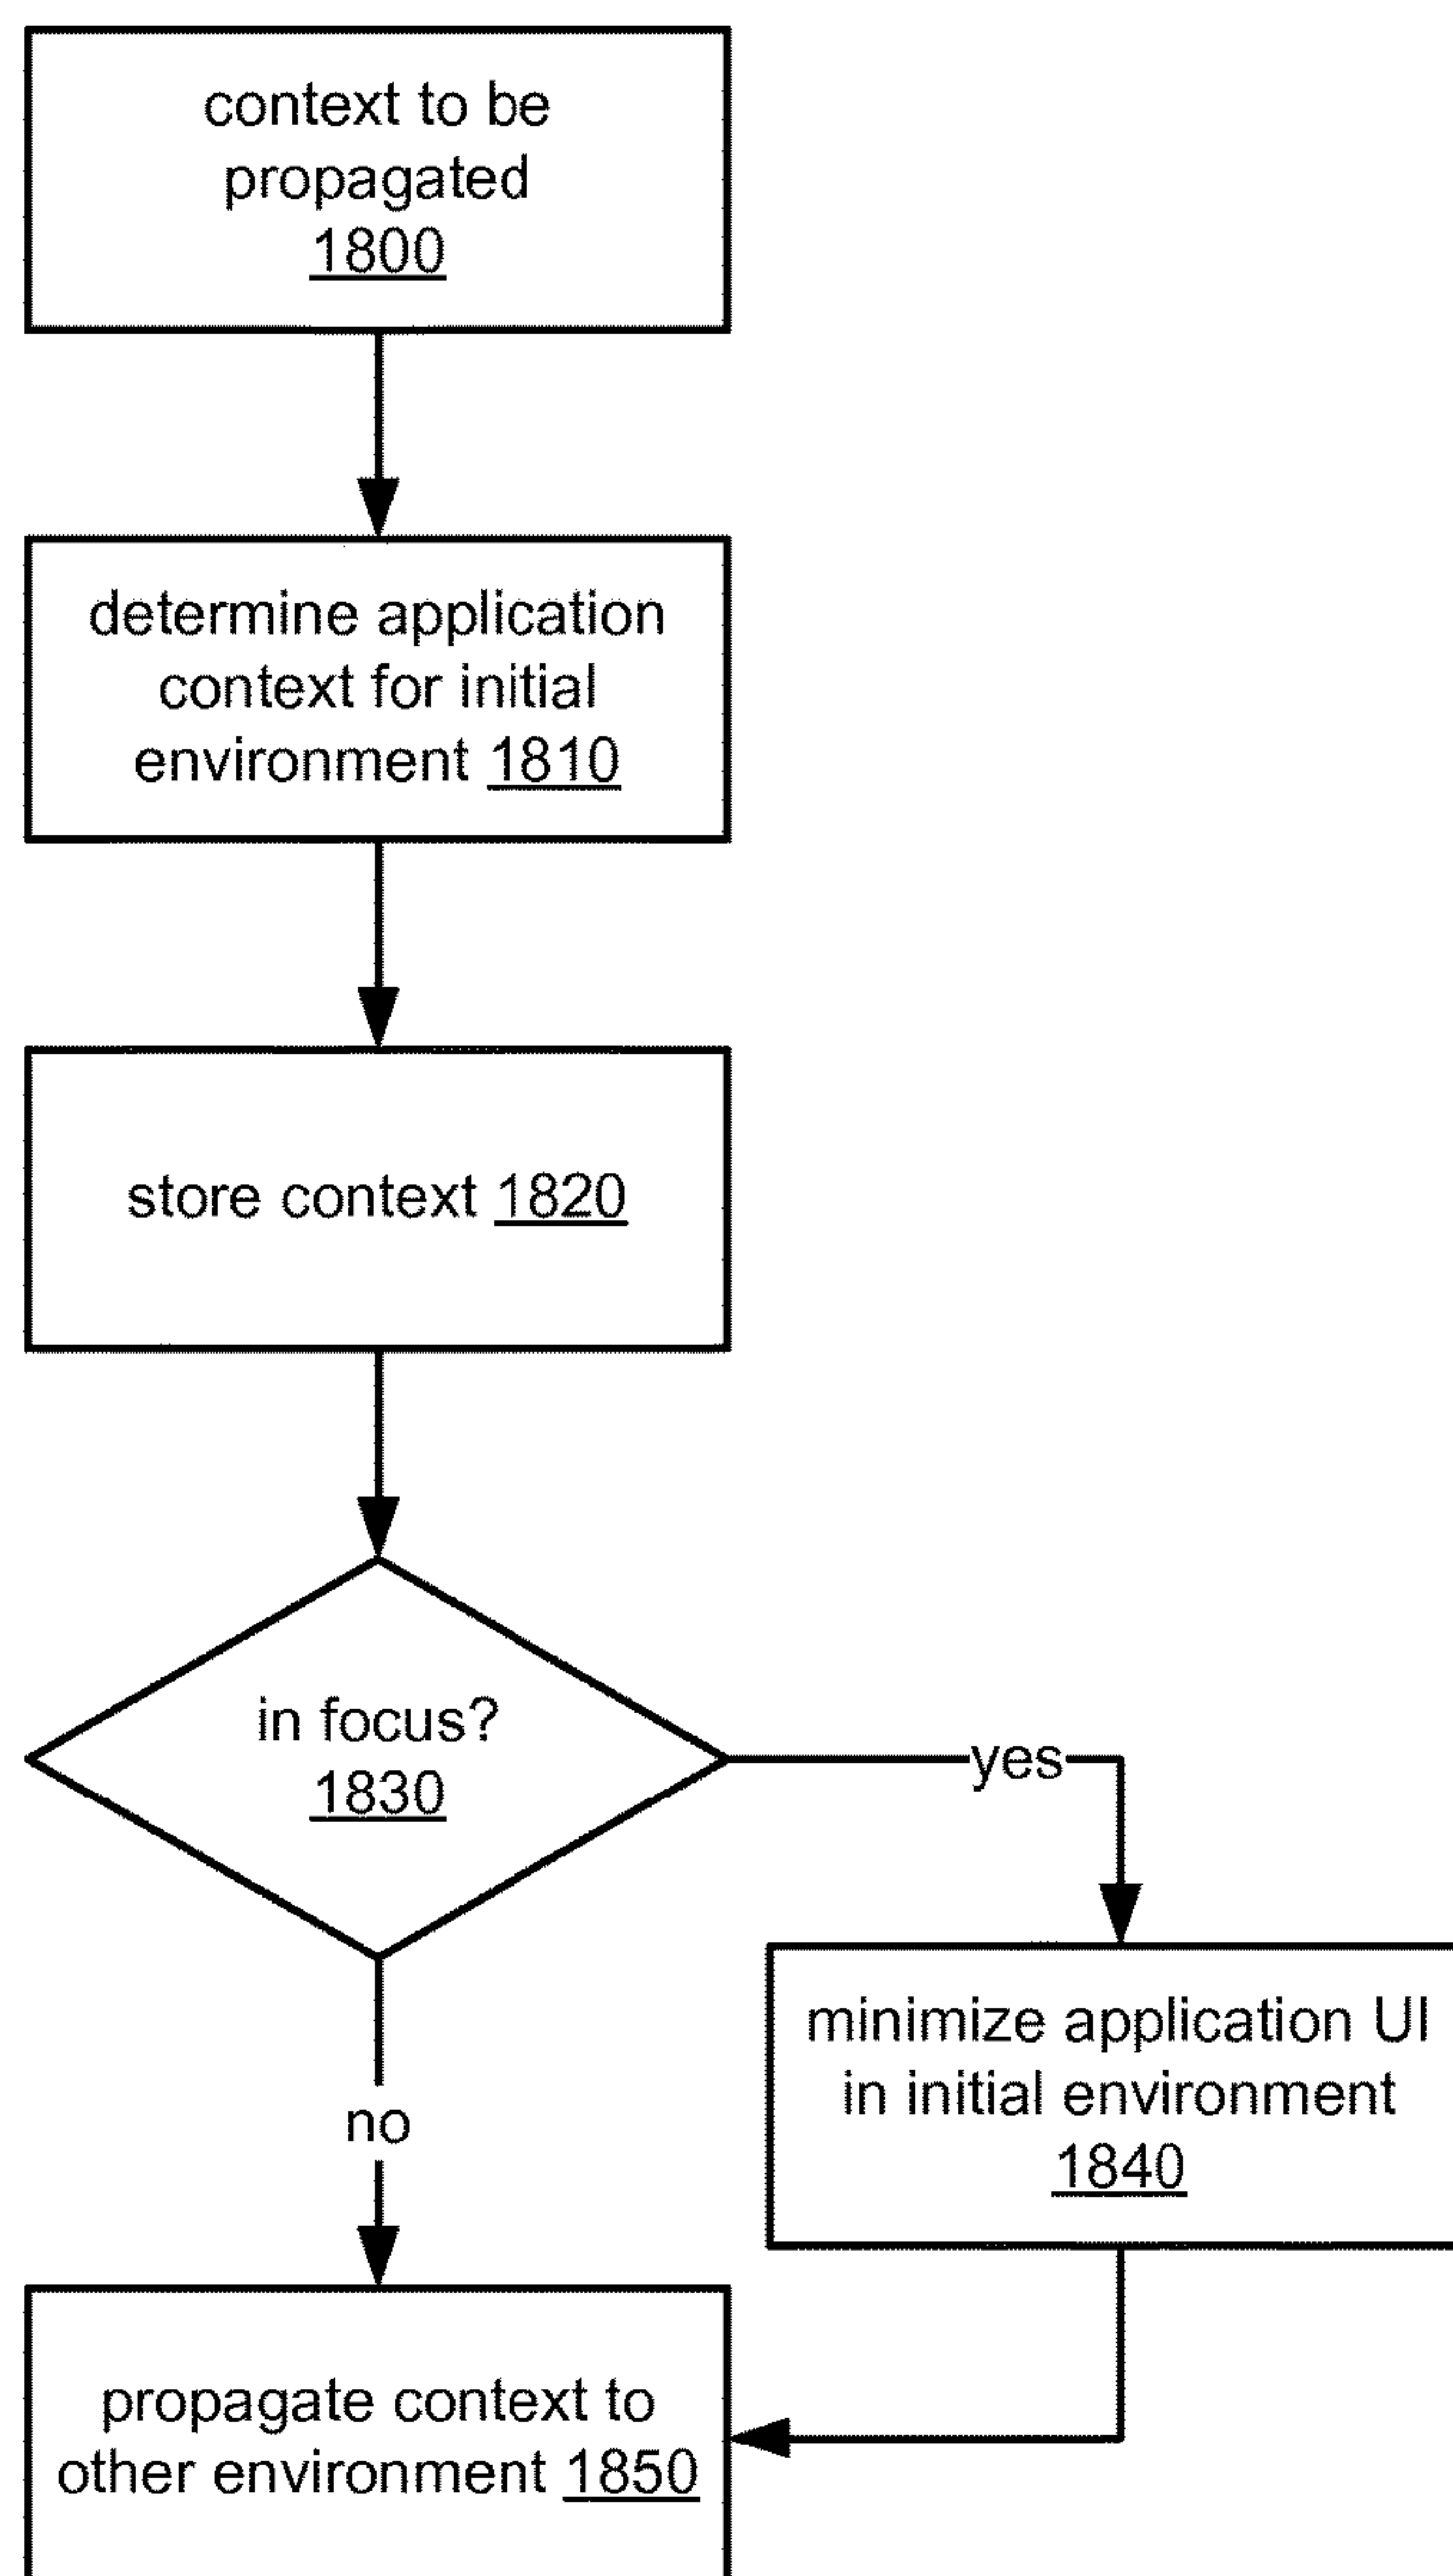 context to be
propagated
1800
determine application
context for initial
environment 1810
store context 1820
in focus?
1830
yes
minimize application UI
in initial environment
1840
no
propagate context to
other environment 1850